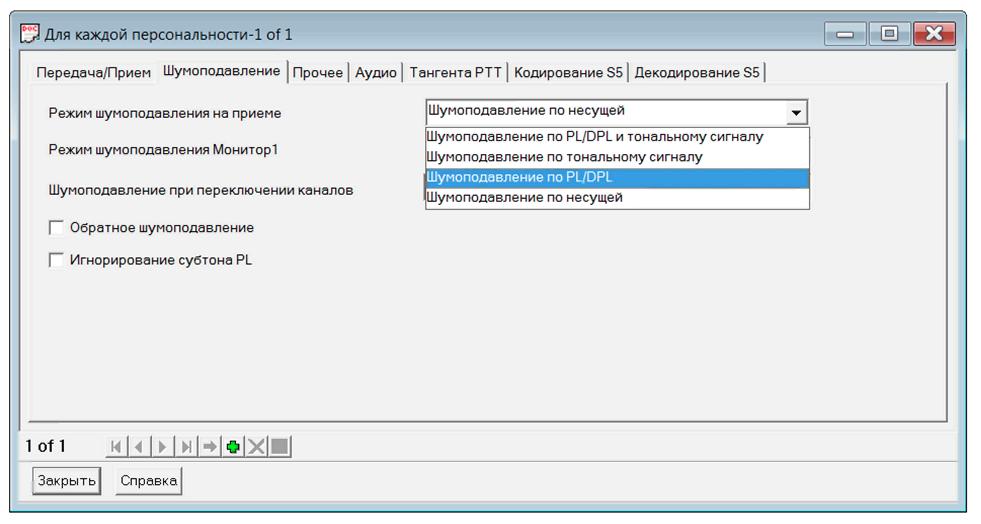 DOC Для каждой персональности-1 of 1
Передача/Прием Шумоподавление Прочее Аудио Тангента PTT Кодирование S5 Декодирование S5
Режим шумоподавления на приеме Шумоподавление по несущей
Шумоподавление по PL/DPL и тональному сигналу
Режим шумоподавления Монитор1
Шумоподавление по тональному сигналу
Шумоподавление по PL/DPL
Шумоподавление при переключении каналов
Шумоподавление по несущей
Обратное шумоподавление
Игнорирование субтона PL
1 of 1
Закрыть Справка